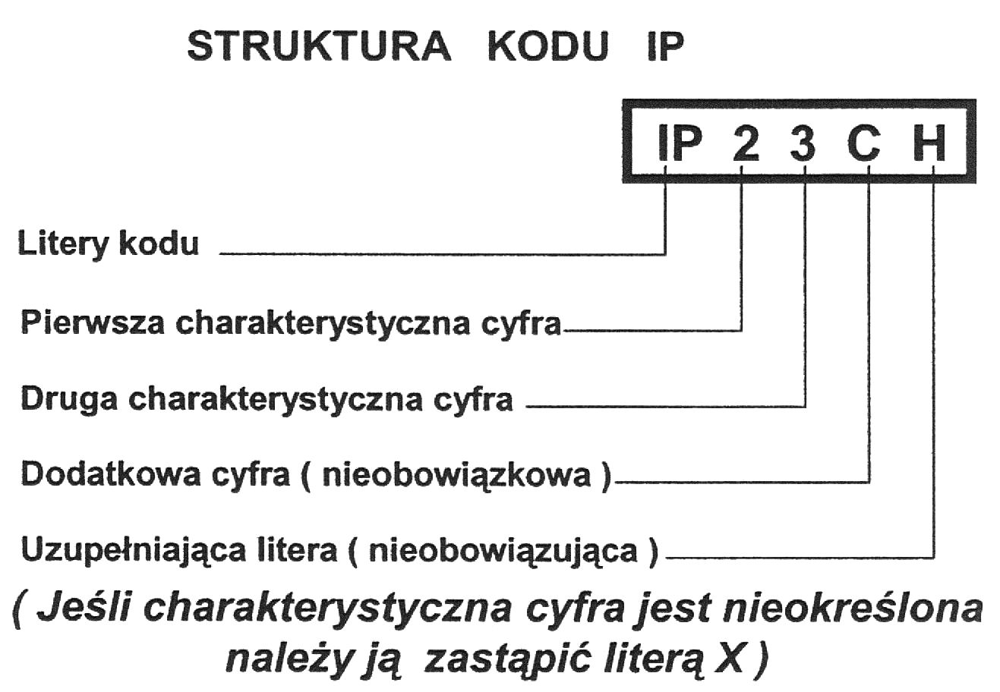 STRUKTURA KODU IP
IP 2 3 C H
Litery kodu
Pierwsza charakterystyczna cyfra
Druga charakterystyczna cyfra
Dodatkowa cyfra ( nieobowiązkowa )
Uzupełniająca litera ( nieobowiązująca )
( Jeśli charakterystyczna cyfra jest nieokreślona
należy ją zastąpić literą X )